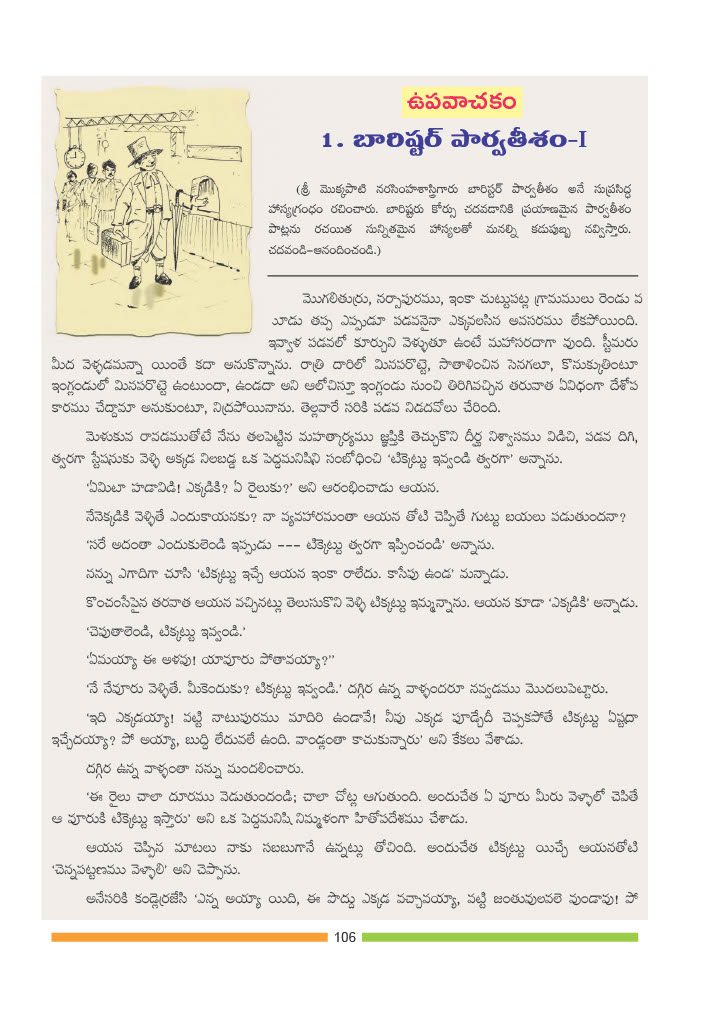 ఉపవాచకం
1. బారిష్టర్ పార్వతీశం-I
(శ్రీ మొక్కపాటి నరసింహశాస్త్రిగారు బారిస్టర్ పార్వతీశం అనే సుప్రసిద్ధ
హాస్యగ్రంధం రచించారు. బారిష్టరు కోర్సు చదవడానికి ప్రయాణమైన పార్వతీశం
పాట్లను రచయిత సున్నితమైన హాస్యలతో మనల్ని కడుపుబ్బ నవ్విస్తారు.
చదవండి-ఆనందించండి.)
మొగలితుర్రు, నర్సాపురము, ఇంకా చుట్టుపట్ల గ్రామములు రెండు వ
ూడు తప్ప ఎప్పుడూ పడవనైనా ఎక్కవలసిన అవసరము లేకపోయింది.
ఇవ్వాళ పడవలో కూర్చుని వెళ్ళుతూ ఉంటే మహాసరదాగా వుంది. స్టీమరు
మీద వెళ్ళడమన్నా యింతే కదా అనుకొన్నాను. రాత్రి దారిలో మినపరొట్టె, సాతాళించిన సెనగలూ, కొనుక్కుతింటూ
ఇంగ్లండులో మినపరొట్టె ఉంటుందా, ఉండదా అని ఆలోచిస్తూ ఇంగ్లండు నుంచి తిరిగివచ్చిన తరువాత ఏవిధంగా దేశోప
కారము చేద్దామా అనుకుంటూ, నిద్రపోయినాను. తెల్లవారే సరికి పడవ నిడదవోలు చేరింది.
మెళుకువ రావడముతోటే నేను తలపెట్టిన మహత్కార్యము జ్ఞప్తికి తెచ్చుకొని దీర్ఘ నిశ్వాసము విడిచి, పడవ దిగి,
త్వరగా స్టేషనుకు వెళ్ళి అక్కడ నిలబడ్డ ఒక పెద్దమనిషిని సంబోధించి ‘టిక్కెట్టు ఇవ్వండి త్వరగా’ అన్నాను.
‘ఏమిటా హడావిడి! ఎక్కడికి? ఏ రైలుకు?’ అని ఆరంభించాడు ఆయన.
నేనెక్కడికి వెళ్ళితే ఎందుకాయనకు? నా వ్యవహారమంతా ఆయన తోటి చెప్పితే గుట్టు బయలు పడుతుందనా?
‘సరే అదంతా ఎందుకులెండి ఇప్పుడు --- టిక్కెట్టు త్వరగా ఇప్పించండి’ అన్నాను.
నన్ను ఎగాదిగా చూసి ‘టిక్కట్టు ఇచ్చే ఆయన ఇంకా రాలేదు. కాసేపు ఉండ’ మన్నాడు.
కొంచంసేపైన తరవాత ఆయన వచ్చినట్లు తెలుసుకొని వెళ్ళి టిక్కట్టు ఇమ్మన్నాను. ఆయన కూడా ‘ఎక్కడికి’ అన్నాడు.
‘చెవుతాలెండి, టిక్కట్టు ఇవ్వండి.’
‘ఏమయ్యా ఈ అళవు! యావూరు పోతావయ్యా?’’
‘నే నేవూరు వెళ్ళితే. మీకెందుకు? టిక్కట్టు ఇవ్వండి.’ దగ్గిర ఉన్న వాళ్ళందరూ నవ్వడము మొదలుపెట్టారు.
‘ఇది ఎక్కడయ్యా! వట్టి నాటుపురము మాదిరి ఉండావే! నీవు ఎక్కడ పూడ్చేదీ చెప్పకపోతే టిక్కట్టు ఏష్టదా
ఇచ్చేదయ్యా? పో అయ్యా, బుద్ది లేదువలే ఉంది. వాండ్లంతా కాచుకున్నారు’ అని కేకలు వేశాడు.
దగ్గిర ఉన్న వాళ్ళంతా నన్ను మందలించారు.
‘ఈ రైలు చాలా దూరము వెడుతుందండి; చాలా చోట్ల ఆగుతుంది. అందుచేత ఏ వూరు మీరు వెళ్ళాలో చెపితే
ఆ వూరుకి టిక్కెట్టు ఇస్తారు’ అని ఒక పెద్దమనిషి నిమ్మళంగా హితోపదేశము చేశాడు.
ఆయన చెప్పిన మాటలు నాకు సబబుగానే ఉన్నట్లు తోచింది. అందుచేత టిక్కట్టు యిచ్చే ఆయనతోటి
‘చెన్నపట్టణము వెళ్ళాలి’ అని చెప్పాను.
అనేసరికి కండ్లెర్రజేసి ‘ఎన్న అయ్యా యిది, ఈ పొద్దు ఎక్కడ వచ్చావయ్యా, వట్టి జంతువులవలె వుండావు! పో
106